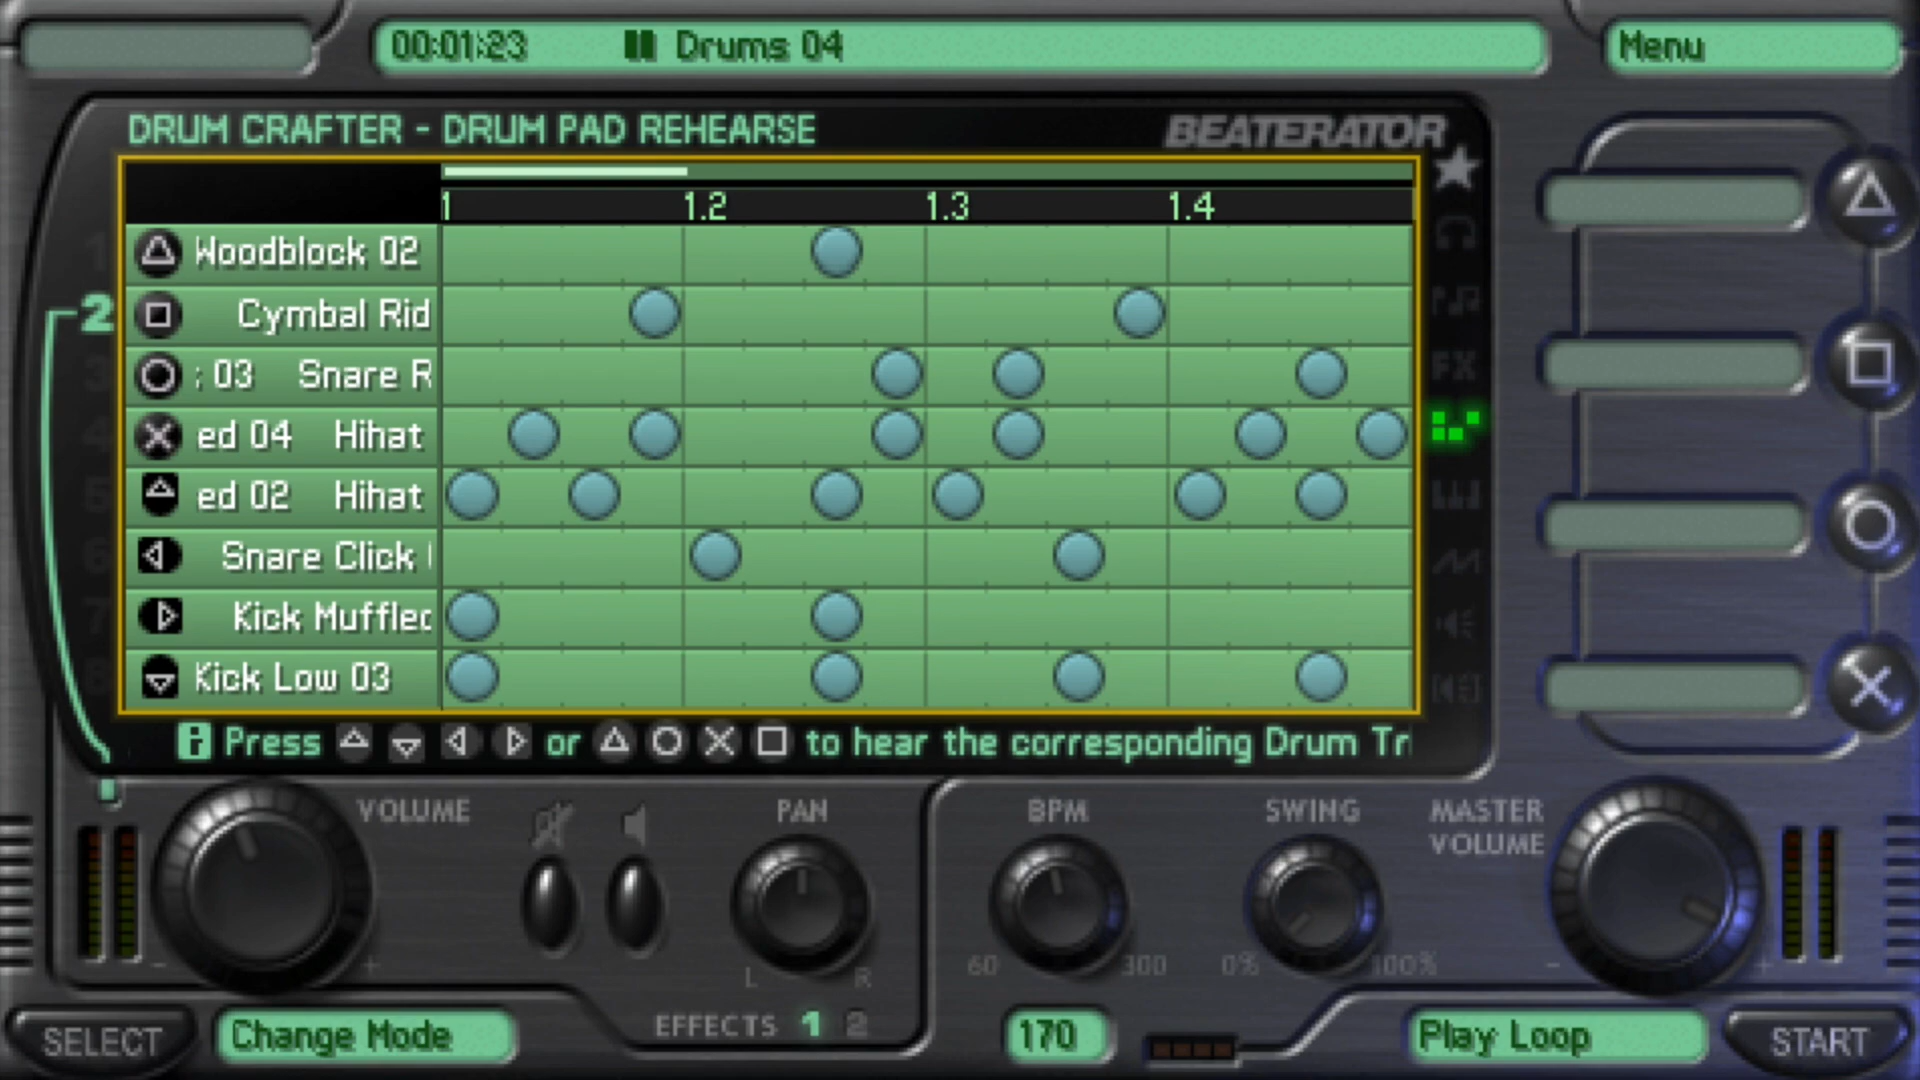 00:01:23 Drums 04
Menu
DRUM CRAFTER - DRUM PAD REHEARSE
BEATERATOR
1 1.2 1.3 1.4
Woodblock 02
2
Cymbal Rid
: 03 Snare R
ed 04 Hihat
ed 02 Hihat
Snare Click
Kick Muffled
Kick Low 03
FX
Press or to hear the corresponding Drum Tr
VOLUME
PAN
BPM
SWING
MASTER
VOLUME
- +
L R
60 300
0% 100%
- +
EFFECTS 1 2
SELECT
Change Mode
170
Play Loop
START